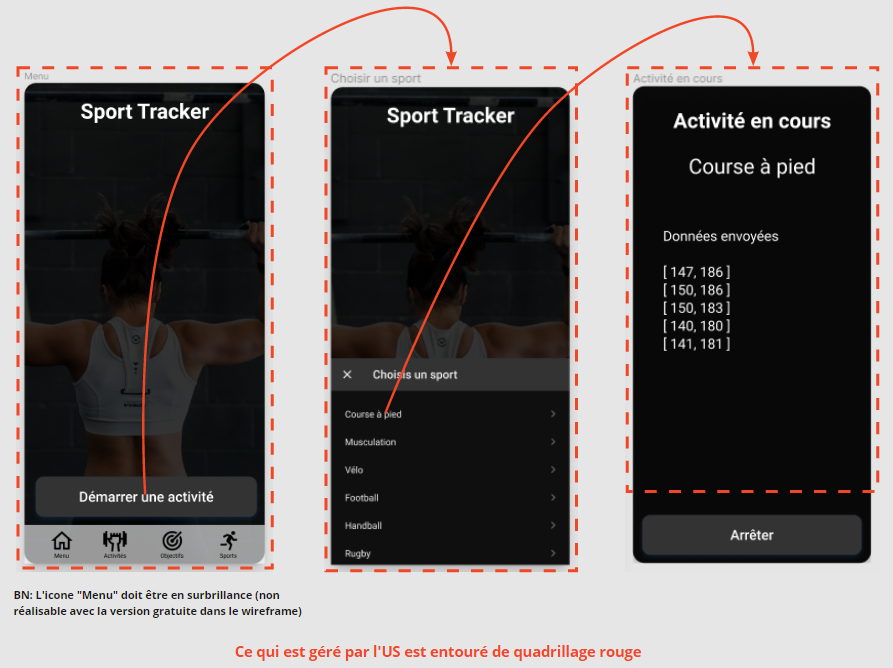 Menu
Sport Tracker
Démarrer une activité
Menu
Activités
Objectifs
Sports
Choisir un sport
Sport Tracker
Choisis un sport
Course à pied
Musculation
Vélo
Football
Handball
Rugby
Activité en cours
Activité en cours
Course à pied
Données envoyées
[ 147, 186 ]
[ 150, 186 ]
[ 150, 183 ]
[ 140, 180 ]
[ 141, 181 ]
Arrêter
BN: L'icone "Menu" doit être en surbrillance (non
réalisable avec la version gratuite dans le wireframe)
Ce qui est géré par l'US est entouré de quadrillage rouge